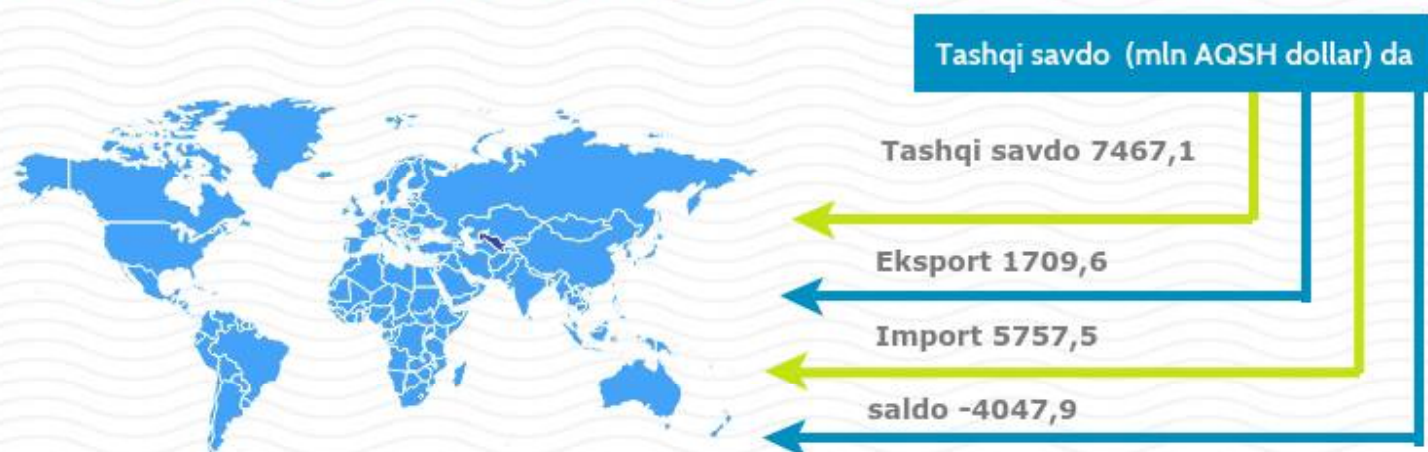 Tashqi savdo (mln AQSH dollar) da
Tashqi savdo 7467,1
Eksport 1709,6
Import 5757,5
saldo -4047,9